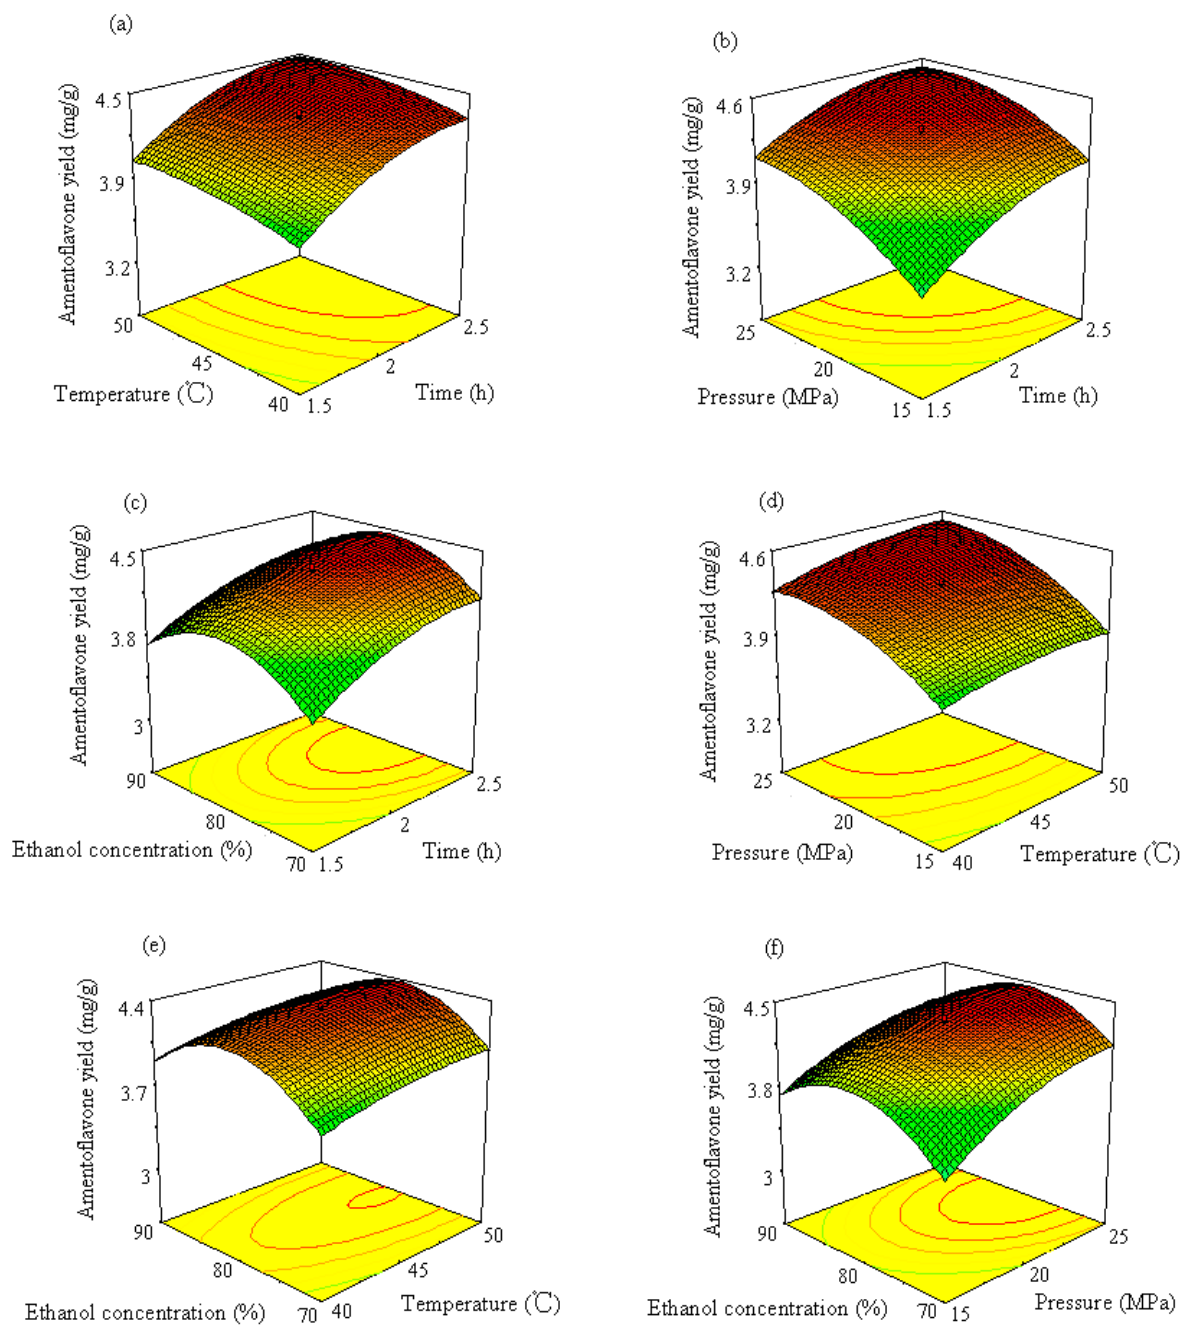 (a)
Amentoflavone yield (mg/g)
4.5
3.9
3.2
50
45
40
Temperature (℃)
1.5
2
2.5
Time (h)
(b)
Amentoflavone yield (mg/g)
4.6
3.9
3.2
25
20
15
Pressure (MPa)
1.5
2
2.5
Time (h)
(c)
Amentoflavone yield (mg/g)
4.5
3.8
3
90
80
70
Ethanol concentration (%)
1.5
2
2.5
Time (h)
(d)
Amentoflavone yield (mg/g)
4.6
3.9
3.2
25
20
15
Pressure (MPa)
40
45
50
Temperature (℃)
(e)
Amentoflavone yield (mg/g)
4.4
3.7
3
90
80
70
Ethanol concentration (%)
40
45
50
Temperature (℃)
(f)
Amentoflavone yield (mg/g)
4.5
3.8
3
90
80
70
Ethanol concentration (%)
15
20
25
Pressure (MPa)